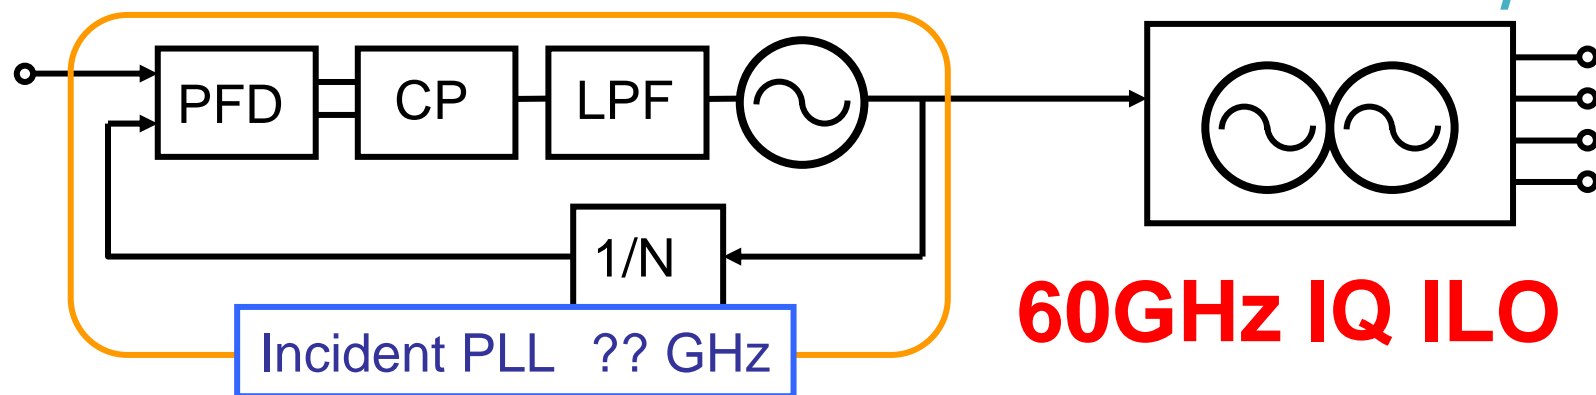 PFD
CP
LPF
1/N
Incident PLL ?? GHz
60GHz IQ ILO